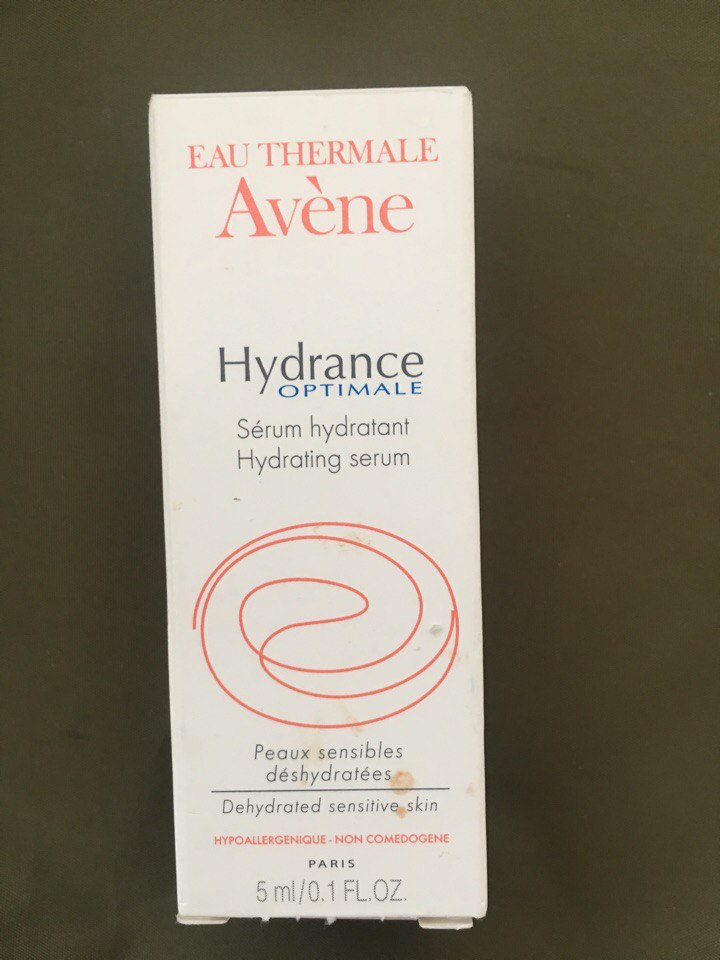 EAU THERMALE
Avène
Hydrance
OPTIMALE
Sérum hydratant
Hydrating serum
Peaux sensibles
déshydratées
Dehydrated sensitive skin
HYPOALLERGENIQUE - NON COMEDOGENE
PARIS
5 ml/0.1 FL.OZ.